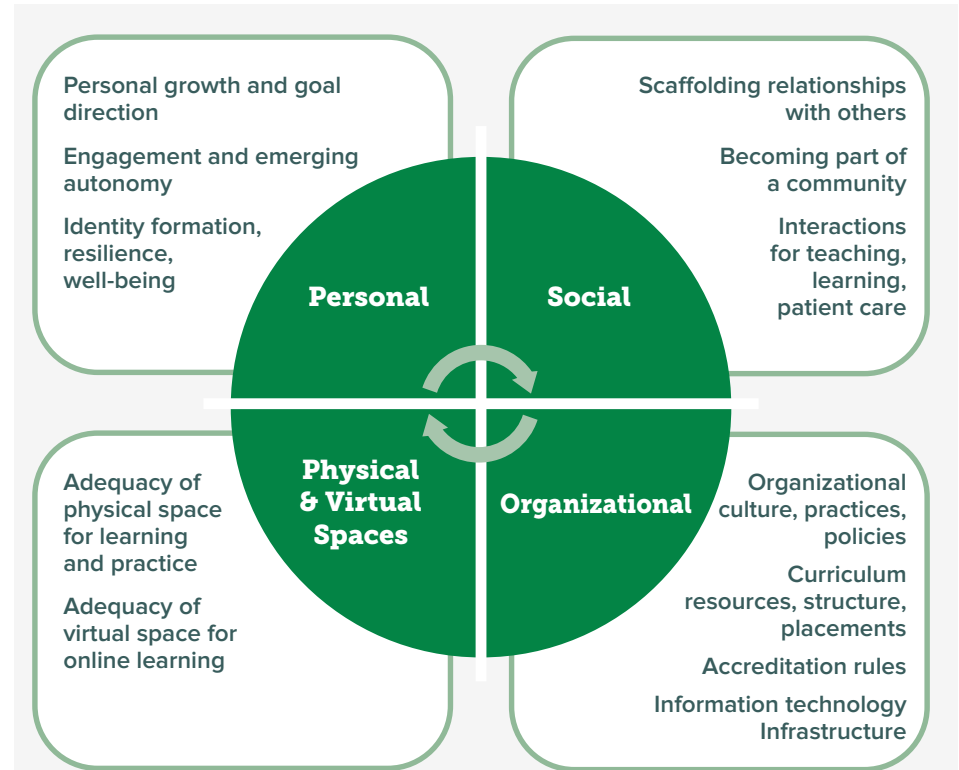 Personal growth and goal
direction
Engagement and emerging
autonomy
Identity formation,
resilience,
well-being
Personal
Scaffolding relationships
with others
Becoming part of
a community
Interactions
for teaching,
learning,
patient care
Social
Adequacy of
physical space
for learning
and practice
Adequacy of
virtual space for
online learning
Physical
& Virtual
Spaces
Organizational
Organizational
culture, practices,
policies
Curriculum
resources, structure,
placements
Accreditation rules
Information technology
Infrastructure